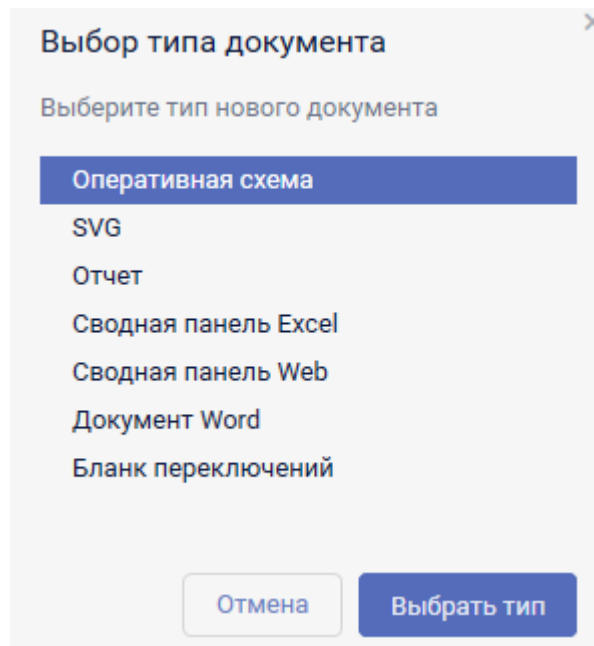 Выбор типа документа
Выберите тип нового документа
Оперативная схема
SVG
Отчет
Сводная панель Excel
Сводная панель Web
Документ Word
Бланк переключений
Отмена
Выбрать тип